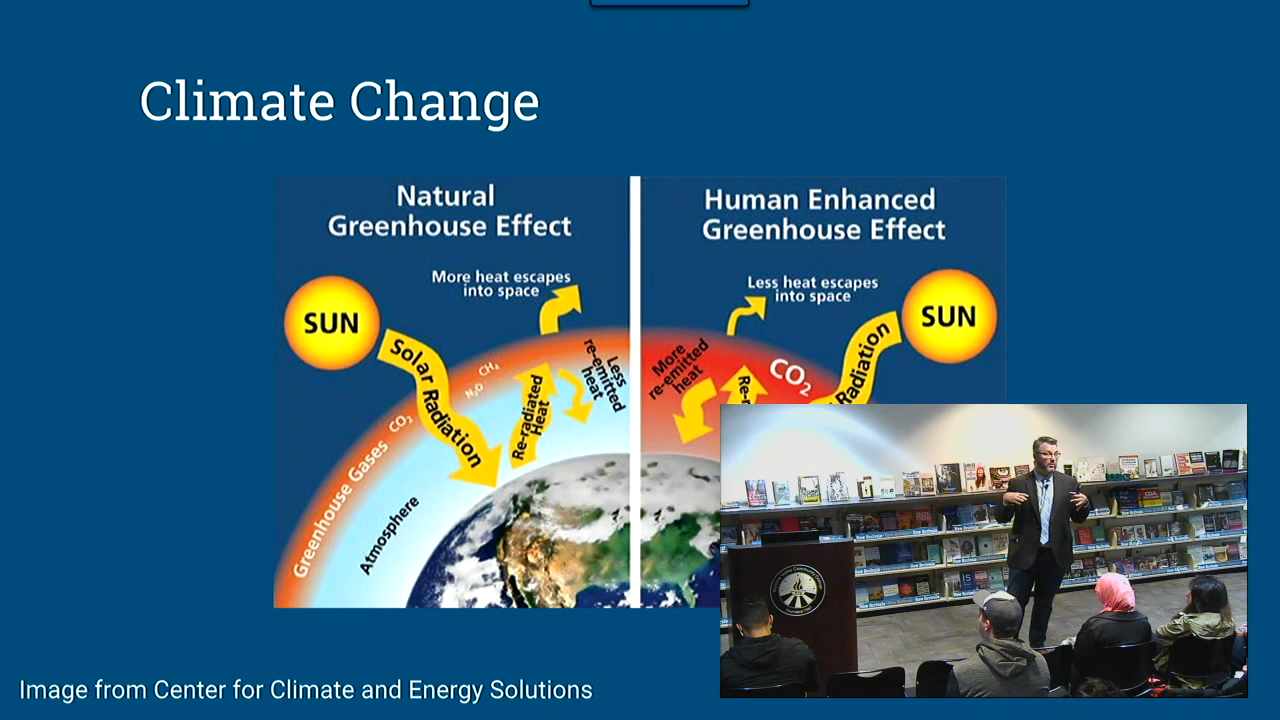 Climate Change
Natural
Greenhouse Effect
More heat escapes
into space
SUN
Solar Radiation
CH₄
N₂O
CO₂
Greenhouse Gases
Atmosphere
Re-radiated
Heat
Less
re-emitted
heat
Human Enhanced
Greenhouse Effect
Less heat escapes
into space
SUN
Radiation
CO₂
More
re-emitted
heat
Re-r
Image from Center for Climate and Energy Solutions